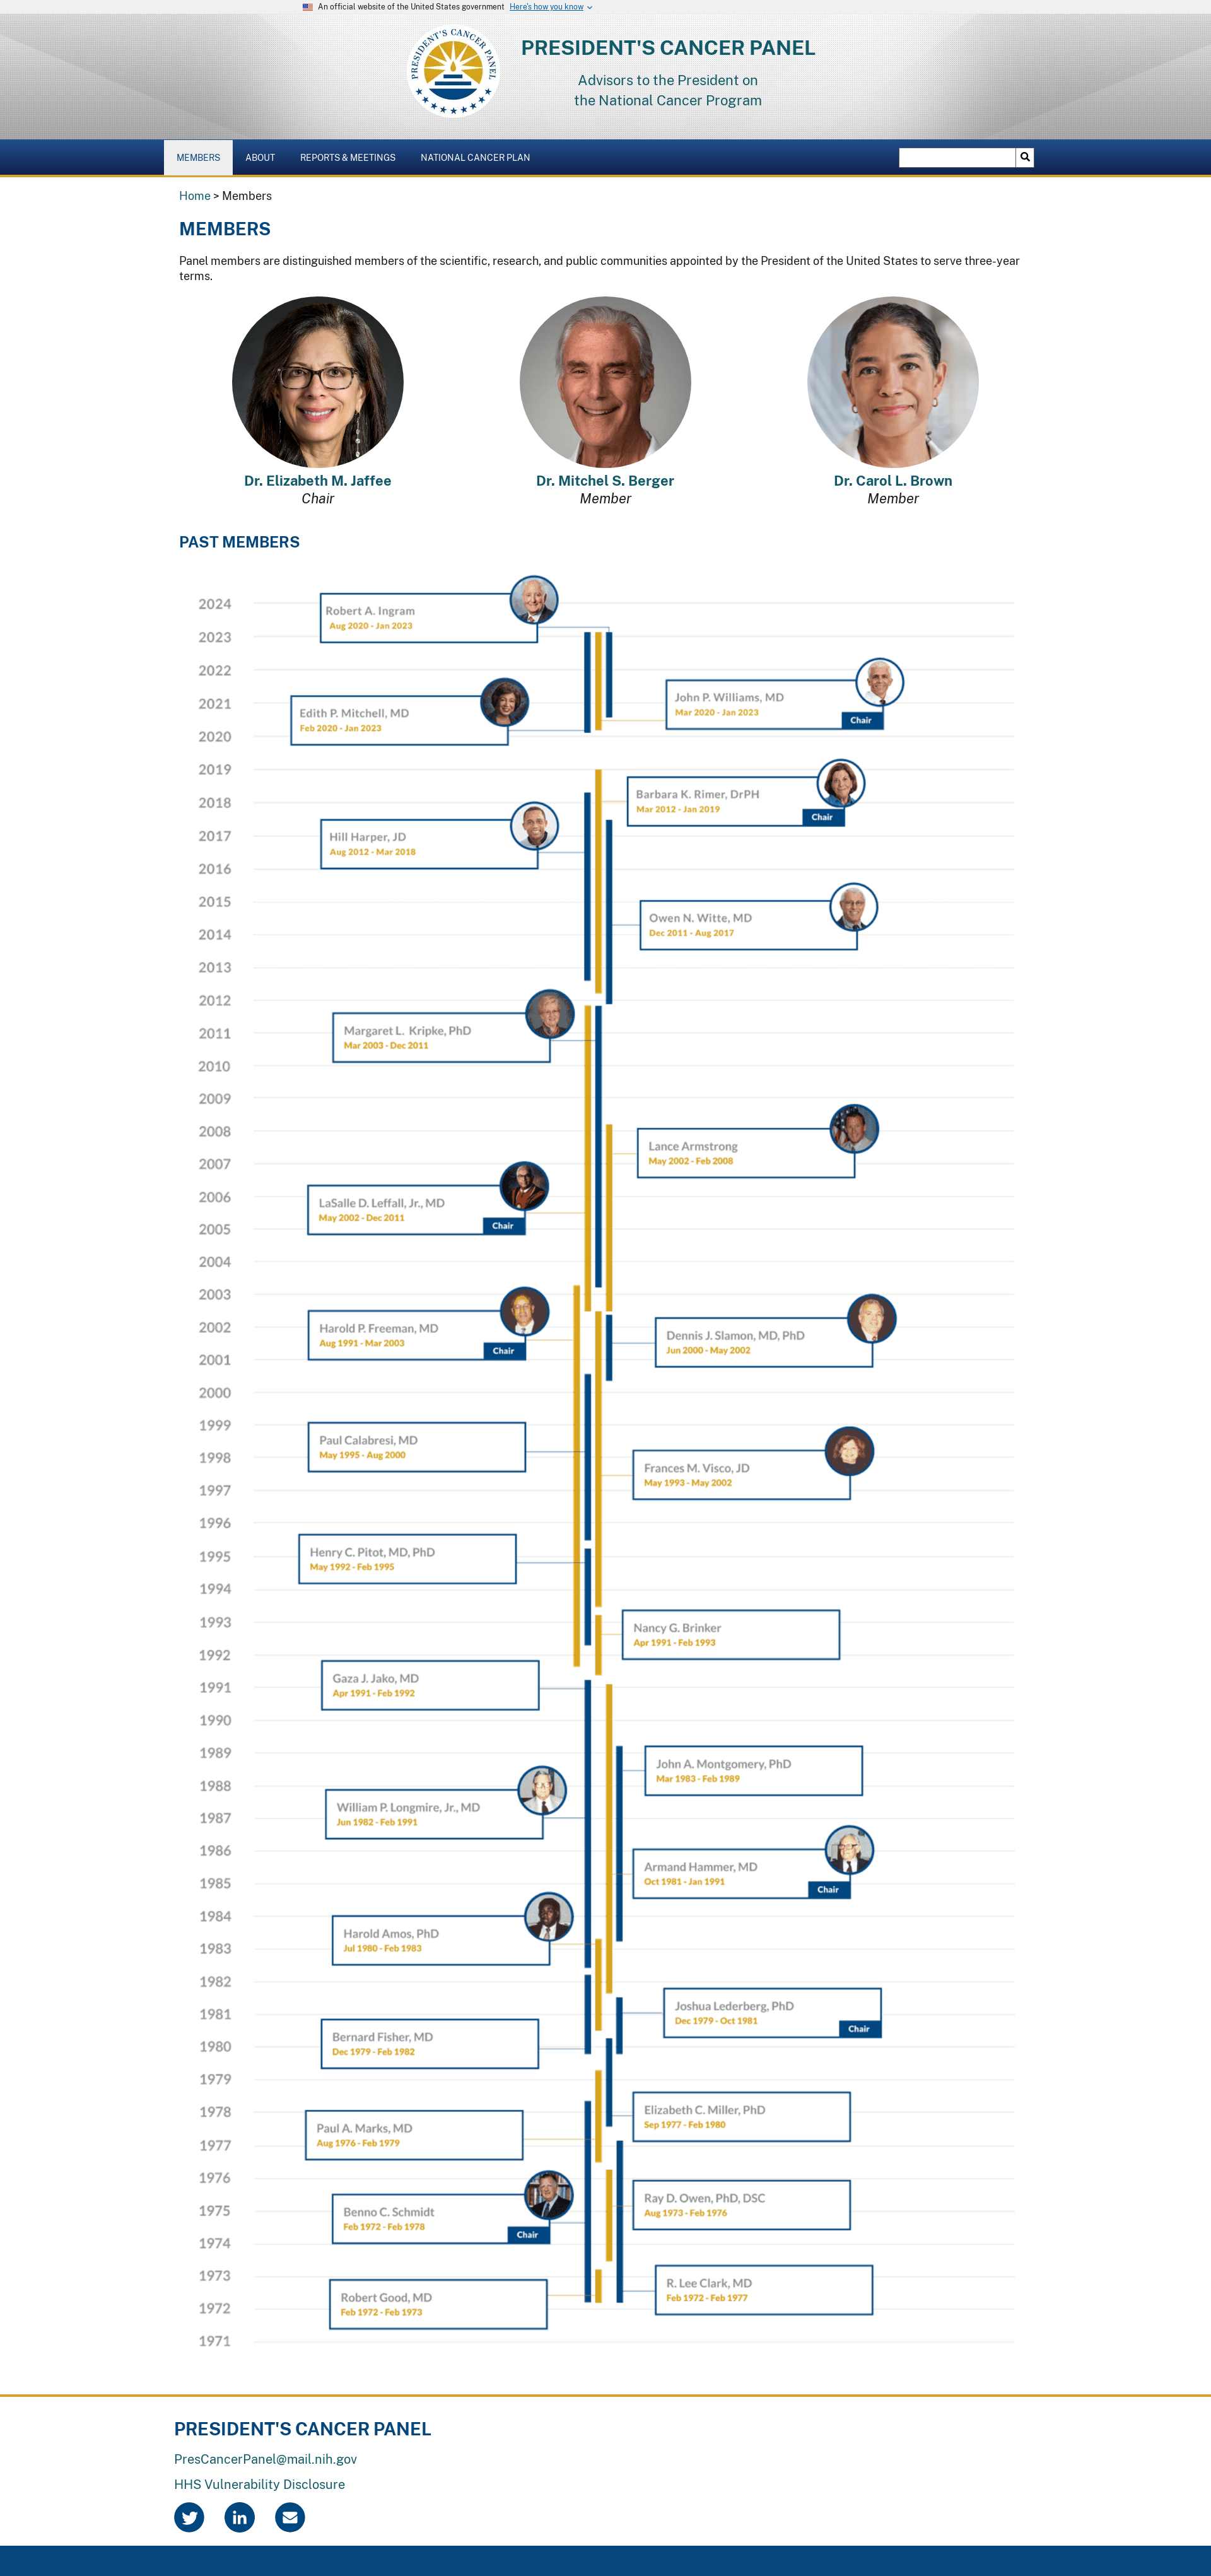 An official website of the United States government Here's how you know
PRESIDENT'S CANCER PANEL
PRESIDENT'S CANCER PANEL
Advisors to the President on
the National Cancer Program
MEMBERS ABOUT REPORTS & MEETINGS NATIONAL CANCER PLAN
Home > Members
MEMBERS
Panel members are distinguished members of the scientific, research, and public communities appointed by the President of the United States to serve three-year
terms.
Dr. Elizabeth M. Jaffee
Chair
Dr. Mitchel S. Berger
Member
Dr. Carol L. Brown
Member
PAST MEMBERS
2024
Robert A. Ingram
Aug 2020 - Jan 2023
2023
2022
John P. Williams, MD
Mar 2020 - Jan 2023
Chair
2021
Edith P. Mitchell, MD
Feb 2020 - Jan 2023
2020
2019
Barbara K. Rimer, DrPH
Mar 2012 - Jan 2019
Chair
2018
2017
Hill Harper, JD
Aug 2012 - Mar 2018
2016
2015
Owen N. Witte, MD
Dec 2011 - Aug 2017
2014
2013
2012
2011
Margaret L. Kripke, PhD
Mar 2003 - Dec 2011
2010
2009
2008
Lance Armstrong
May 2002 - Feb 2008
2007
2006
LaSalle D. Leffall, Jr., MD
May 2002 - Dec 2011
Chair
2005
2004
2003
2002
Harold P. Freeman, MD
Aug 1991 - Mar 2003
Chair
Dennis J. Slamon, MD, PhD
Jun 2000 - May 2002
2001
2000
1999
Paul Calabresi, MD
May 1995 - Aug 2000
1998
Frances M. Visco, JD
May 1993 - May 2002
1997
1996
1995
Henry C. Pitot, MD, PhD
May 1992 - Feb 1995
1994
1993
Nancy G. Brinker
Apr 1991 - Feb 1993
1992
Gaza J. Jako, MD
Apr 1991 - Feb 1992
1991
1990
1989
John A. Montgomery, PhD
Mar 1983 - Feb 1989
1988
William P. Longmire, Jr., MD
Jun 1982 - Feb 1991
1987
1986
Armand Hammer, MD
Oct 1981 - Jan 1991
Chair
1985
1984
Harold Amos, PhD
Jul 1980 - Feb 1983
1983
1982
Joshua Lederberg, PhD
Dec 1979 - Oct 1981
Chair
1981
Bernard Fisher, MD
Dec 1979 - Feb 1982
1980
1979
1978
Elizabeth C. Miller, PhD
Sep 1977 - Feb 1980
Paul A. Marks, MD
Aug 1976 - Feb 1979
1977
1976
Ray D. Owen, PhD, DSC
Aug 1973 - Feb 1976
1975
Benno C. Schmidt
Feb 1972 - Feb 1978
Chair
1974
1973
R. Lee Clark, MD
Feb 1972 - Feb 1977
Robert Good, MD
Feb 1972 - Feb 1973
1972
1971
PRESIDENT'S CANCER PANEL
PresCancerPanel@mail.nih.gov
HHS Vulnerability Disclosure
in